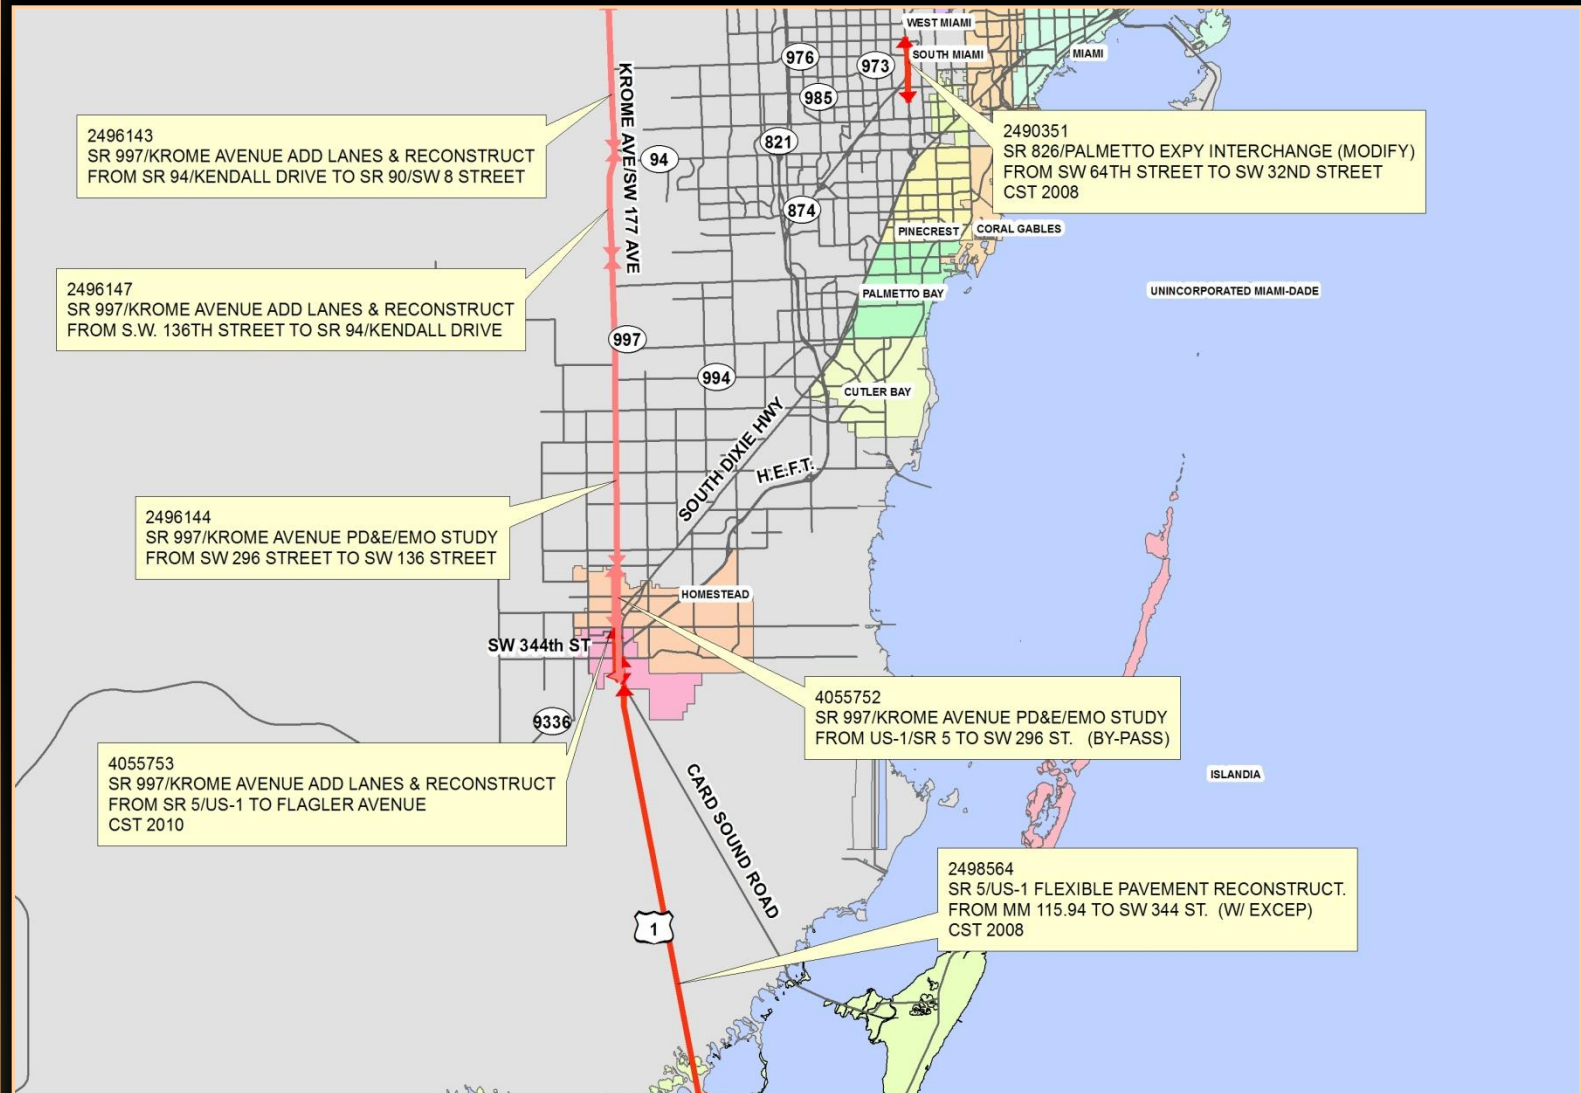 WEST MIAMI
SOUTH MIAMI
MIAMI
976
973
985
821
94
874
KROME AVE/SW 177 AVE
2496143
SR 997/KROME AVENUE ADD LANES & RECONSTRUCT
FROM SR 94/KENDALL DRIVE TO SR 90/SW 8 STREET
2490351
SR 826/PALMETTO EXPY INTERCHANGE (MODIFY)
FROM SW 64TH STREET TO SW 32ND STREET
CST 2008
PINECREST
CORAL GABLES
PALMETTO BAY
UNINCORPORATED MIAMI-DADE
2496147
SR 997/KROME AVENUE ADD LANES & RECONSTRUCT
FROM S.W. 136TH STREET TO SR 94/KENDALL DRIVE
997
994
CUTLER BAY
SOUTH DIXIE HWY
H.E.F.T.
2496144
SR 997/KROME AVENUE PD&E/EMO STUDY
FROM SW 296 STREET TO SW 136 STREET
HOMESTEAD
SW 344th ST
9336
4055752
SR 997/KROME AVENUE PD&E/EMO STUDY
FROM US-1/SR 5 TO SW 296 ST. (BY-PASS)
4055753
SR 997/KROME AVENUE ADD LANES & RECONSTRUCT
FROM SR 5/US-1 TO FLAGLER AVENUE
CST 2010
ISLANDIA
CARD SOUND ROAD
2498564
SR 5/US-1 FLEXIBLE PAVEMENT RECONSTRUCT.
FROM MM 115.94 TO SW 344 ST. (W/ EXCEP)
CST 2008
1